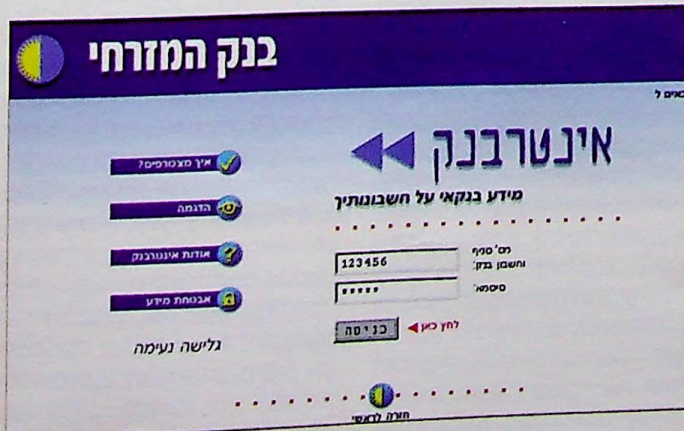 בנק המזרחי
אינטרבנק
מידע בנקאי על חשבונותיך
מס' סניף
וחשבון בנק:
123456
סיסמא:
*****
כניסה
לחץ כאן
איך מצטרפים?
הדגמה
אודות אינטרבנק
אבטחת מידע
גלישה נעימה
חזרה לראשי